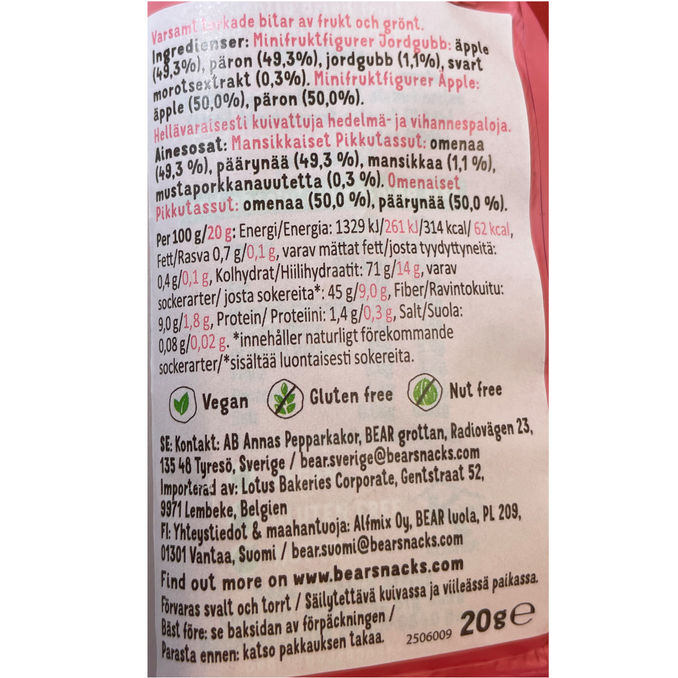 Varsamt torkade bitar av frukt och grönt.
Ingredienser: Minifruktfigurer Jordgubb: äpple
(49,3%), päron (49,3%), jordgubb (1,1%), svart
morotsextrakt (0,3%). Minifruktfigurer Äpple:
äpple (50,0%), päron (50,0%).
Hellävaraisesti kuivattuja hedelmä- ja vihannespaloja.
Ainesosat: Mansikkaiset Pikkutassut: omenaa
(49,3 %), päärynää (49,3 %), mansikkaa (1,1 %),
mustaporkkanauutetta (0,3 %). Omenaiset
Pikkutassut: omenaa (50,0 %), päärynää (50,0 %).
Per 100 g/20 g: Energi/Energia: 1329 kJ/261 kJ/314 kcal/ 62 kcal,
Fett/Rasva 0,7 g/0,1 g, varav mättat fett/josta tyydyttyneitä:
0,4 g/0,1 g, Kolhydrat/Hiilihydraatit: 71 g/14 g, varav
sockerarter/ josta sokereita*: 45 g/9,0 g, Fiber/Ravintokuitu:
9,0 g/1,8 g, Protein/ Proteiini: 1,4 g/0,3 g, Salt/Suola:
0,08 g/0,02 g. *innehåller naturligt förekommande
sockerarter/*sisältää luontaisesti sokereita.
Vegan Gluten free Nut free
SE: Kontakt: AB Annas Pepparkakor, BEAR grottan, Radiovägen 23,
135 48 Tyresö, Sverige / bear.sverige@bearsnacks.com
Importerad av: Lotus Bakeries Corporate, Gentstraat 52,
9971 Lembeke, Belgien
FI: Yhteystiedot & maahantuoja: Alfmix Oy, BEAR luola, PL 209,
01301 Vantaa, Suomi / bear.suomi@bearsnacks.com
Find out more on www.bearsnacks.com
Förvaras svalt och torrt / Säilytettävä kuivassa ja viileässä paikassa.
Bäst före: se baksidan av förpäckningen /
Parasta ennen: katso pakkauksen takaa. 2506009 20g℮